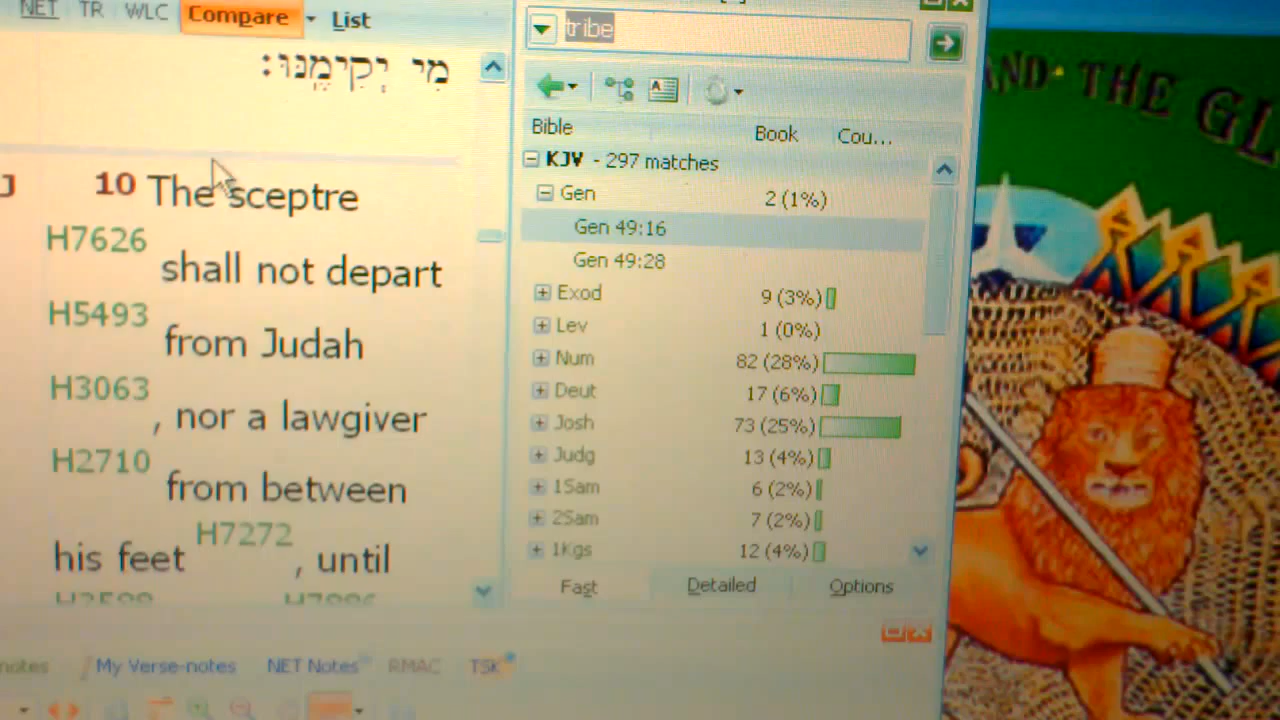 NET TR WLC Compare List
מִי יְקִימֶֽנּוּ׃
10 The sceptre
H7626 shall not depart
H5493 from Judah
H3063 , nor a lawgiver
H2710 from between
his feet H7272 , until
tribe
Bible Book Cou...
KJV - 297 matches
Gen 2 (1%)
Gen 49:16
Gen 49:28
Exod 9 (3%)
Lev 1 (0%)
Num 82 (28%)
Deut 17 (6%)
Josh 73 (25%)
Judg 13 (4%)
1Sam 6 (2%)
2Sam 7 (2%)
1Kgs 12 (4%)
Fast Detailed Options
notes My Verse-notes NET Notes RMAC TSk
AND THE GL